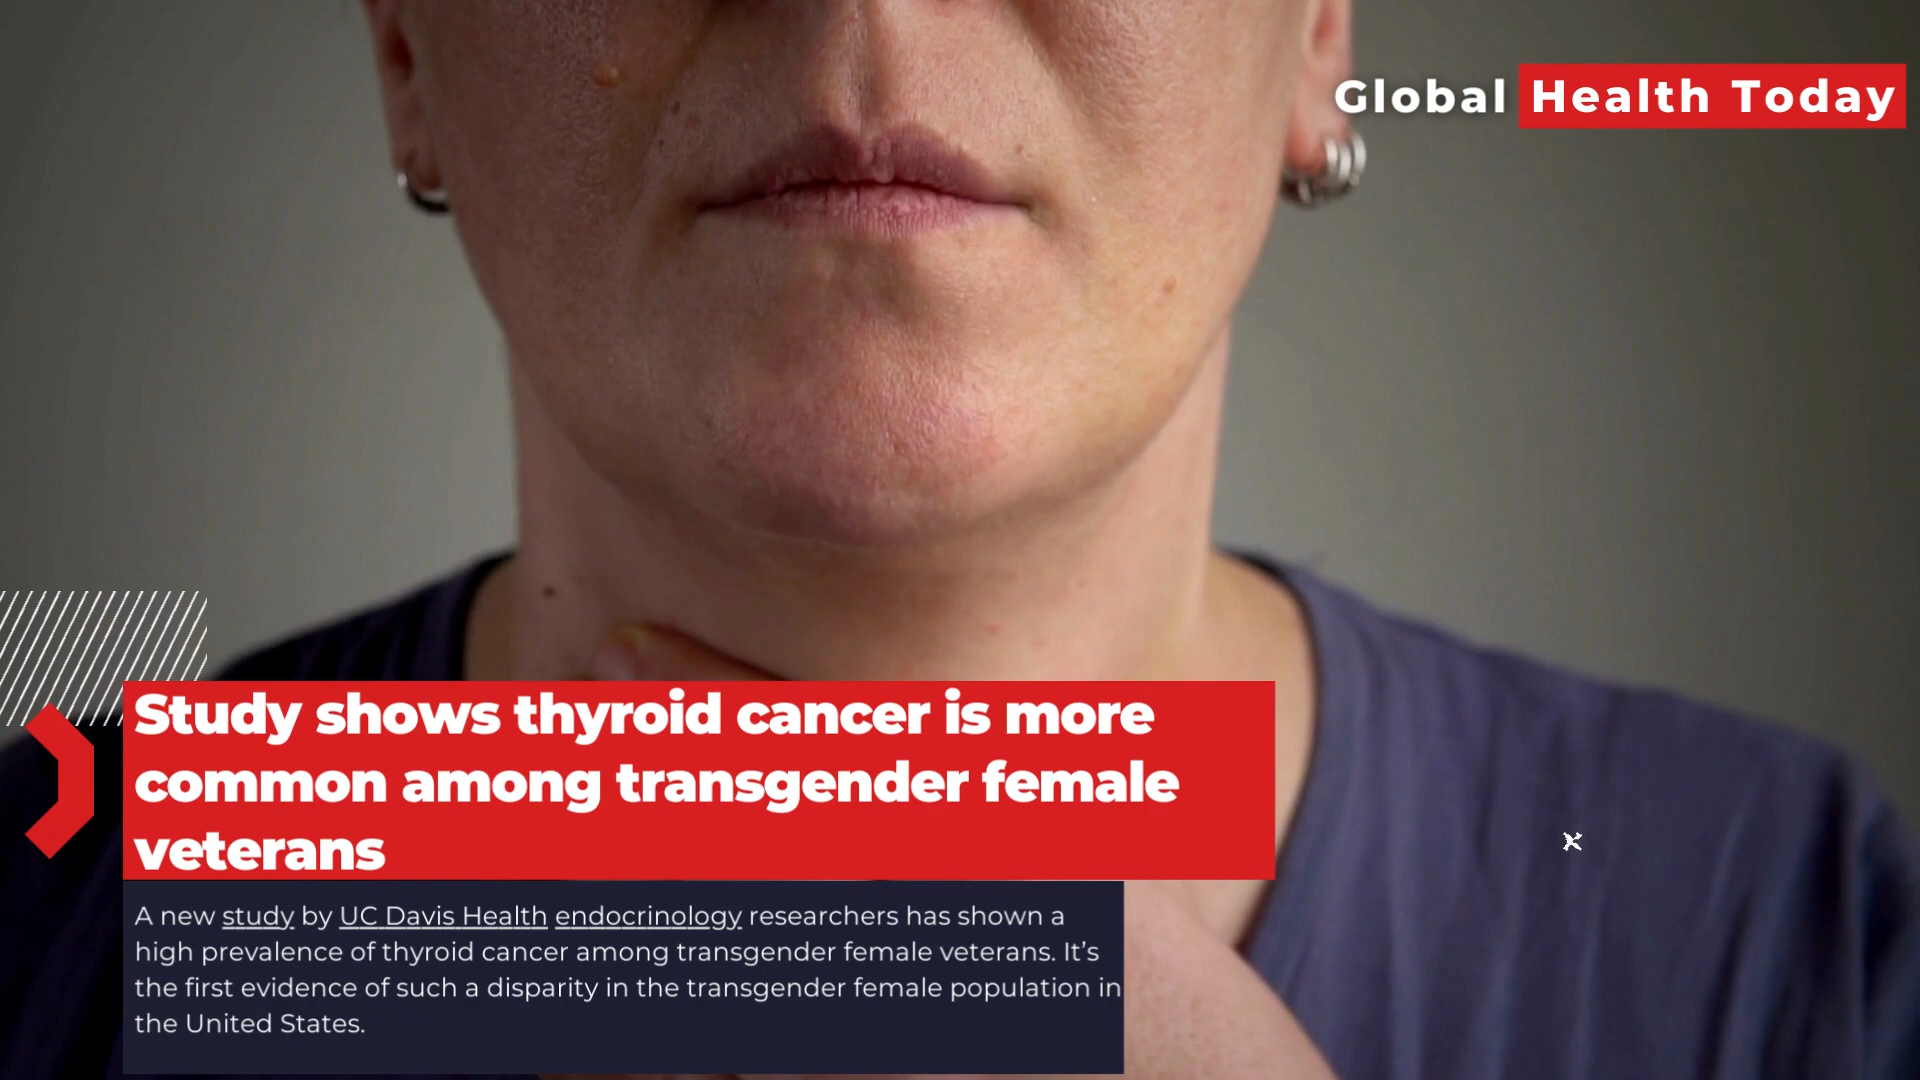 Global Health Today
Study shows thyroid cancer is more
common among transgender female
veterans
A new study by UC Davis Health endocrinology researchers has shown a
high prevalence of thyroid cancer among transgender female veterans. It’s
the first evidence of such a disparity in the transgender female population in
the United States.